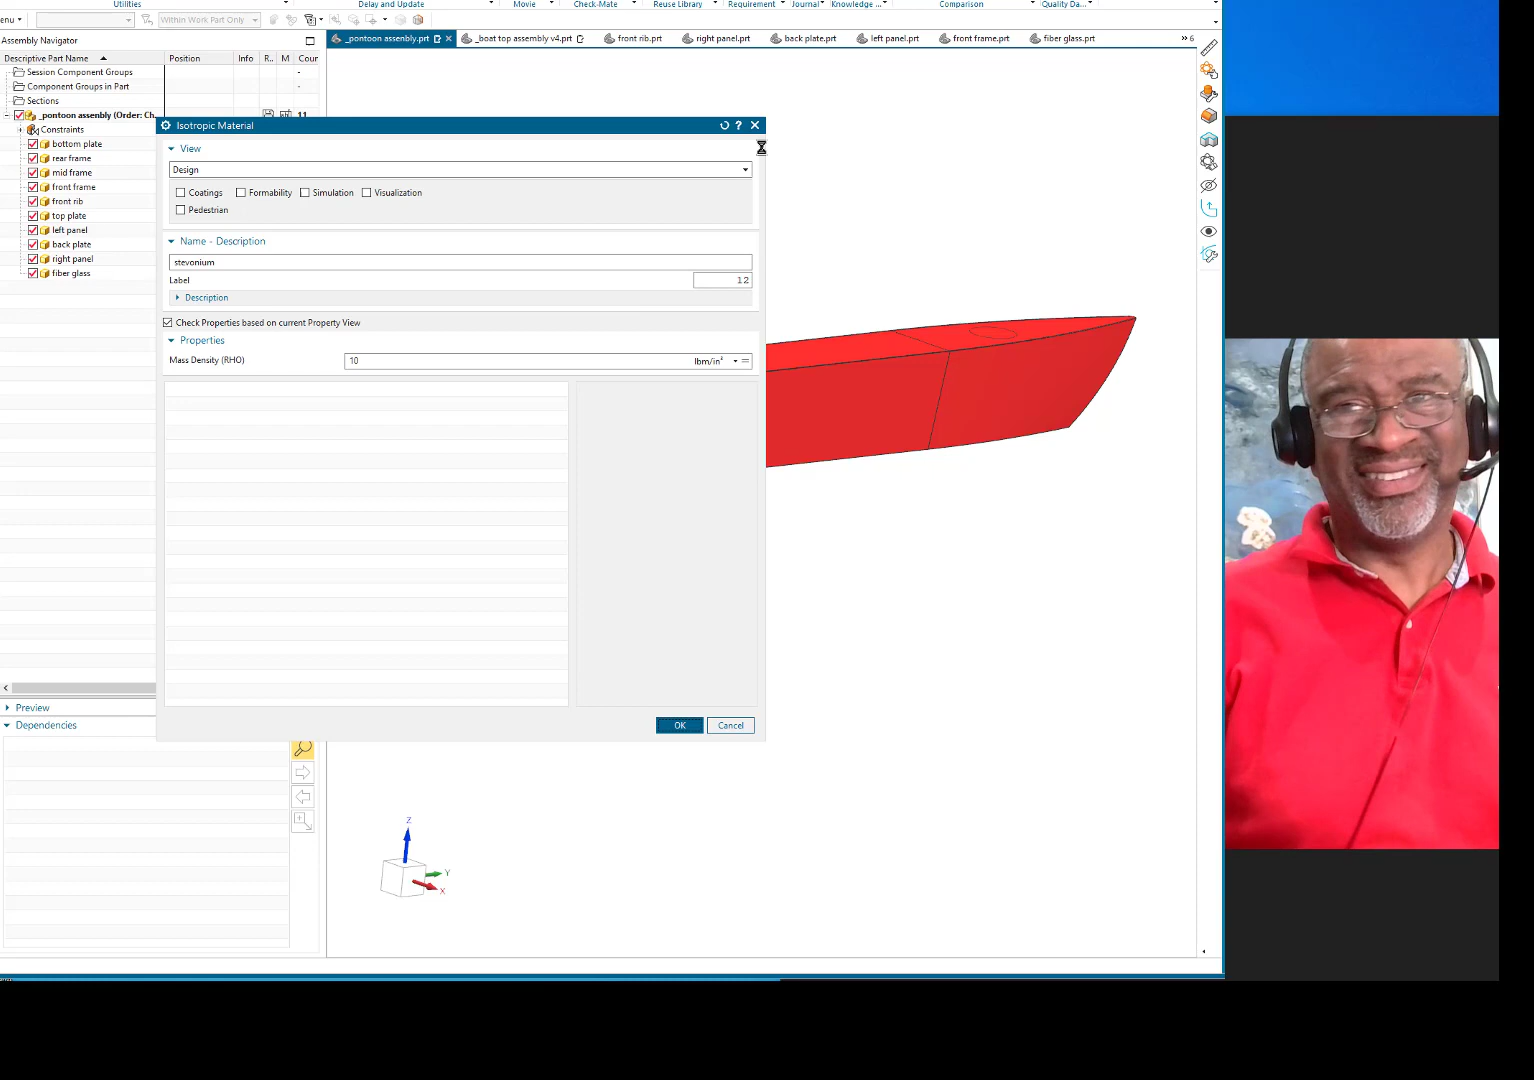 Utilities
Delay and Update
Movie
Check-Mate
Reuse Library
Requirement
Journal
Knowledge ...
Comparison
Quality Da...
enu
Within Work Part Only
Assembly Navigator
_pontoon assembly.prt
_boat top assembly v4.prt
front rib.prt
right panel.prt
back plate.prt
left panel.prt
front frame.prt
fiber glass.prt
6
Descriptive Part Name
Position
Info
R..
M
Cour
Session Component Groups
-
Component Groups in Part
-
Sections
-
_pontoon assembly (Order: Ch...
11
Constraints
bottom plate
rear frame
mid frame
front frame
front rib
top plate
left panel
back plate
right panel
fiber glass
Isotropic Material
?
View
Design
Coatings
Formability
Simulation
Visualization
Pedestrian
Name - Description
stevonium
Label
12
Description
Check Properties based on current Property View
Properties
Mass Density (RHO)
10
lbm/in³
=
OK
Cancel
Preview
Dependencies
Z
Y
X